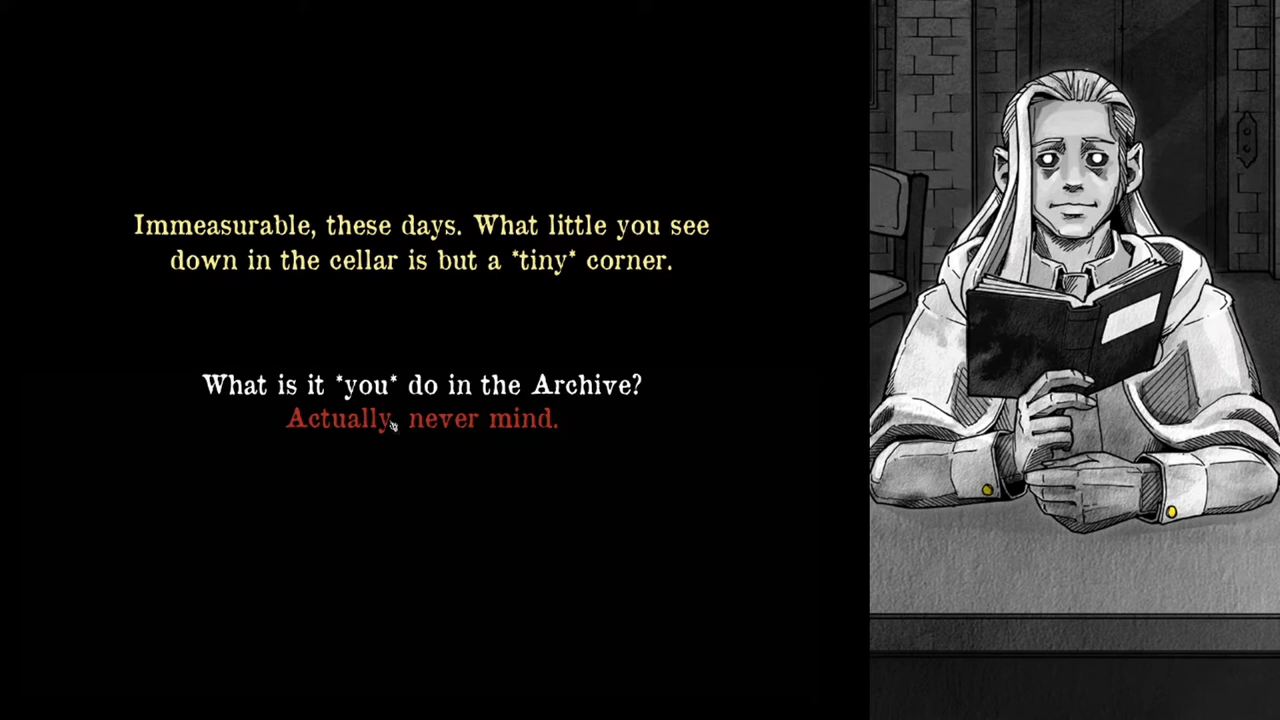 Immeasurable, these days. What little you see
down in the cellar is but a *tiny* corner.
What is it *you* do in the Archive?
Actually, never mind.